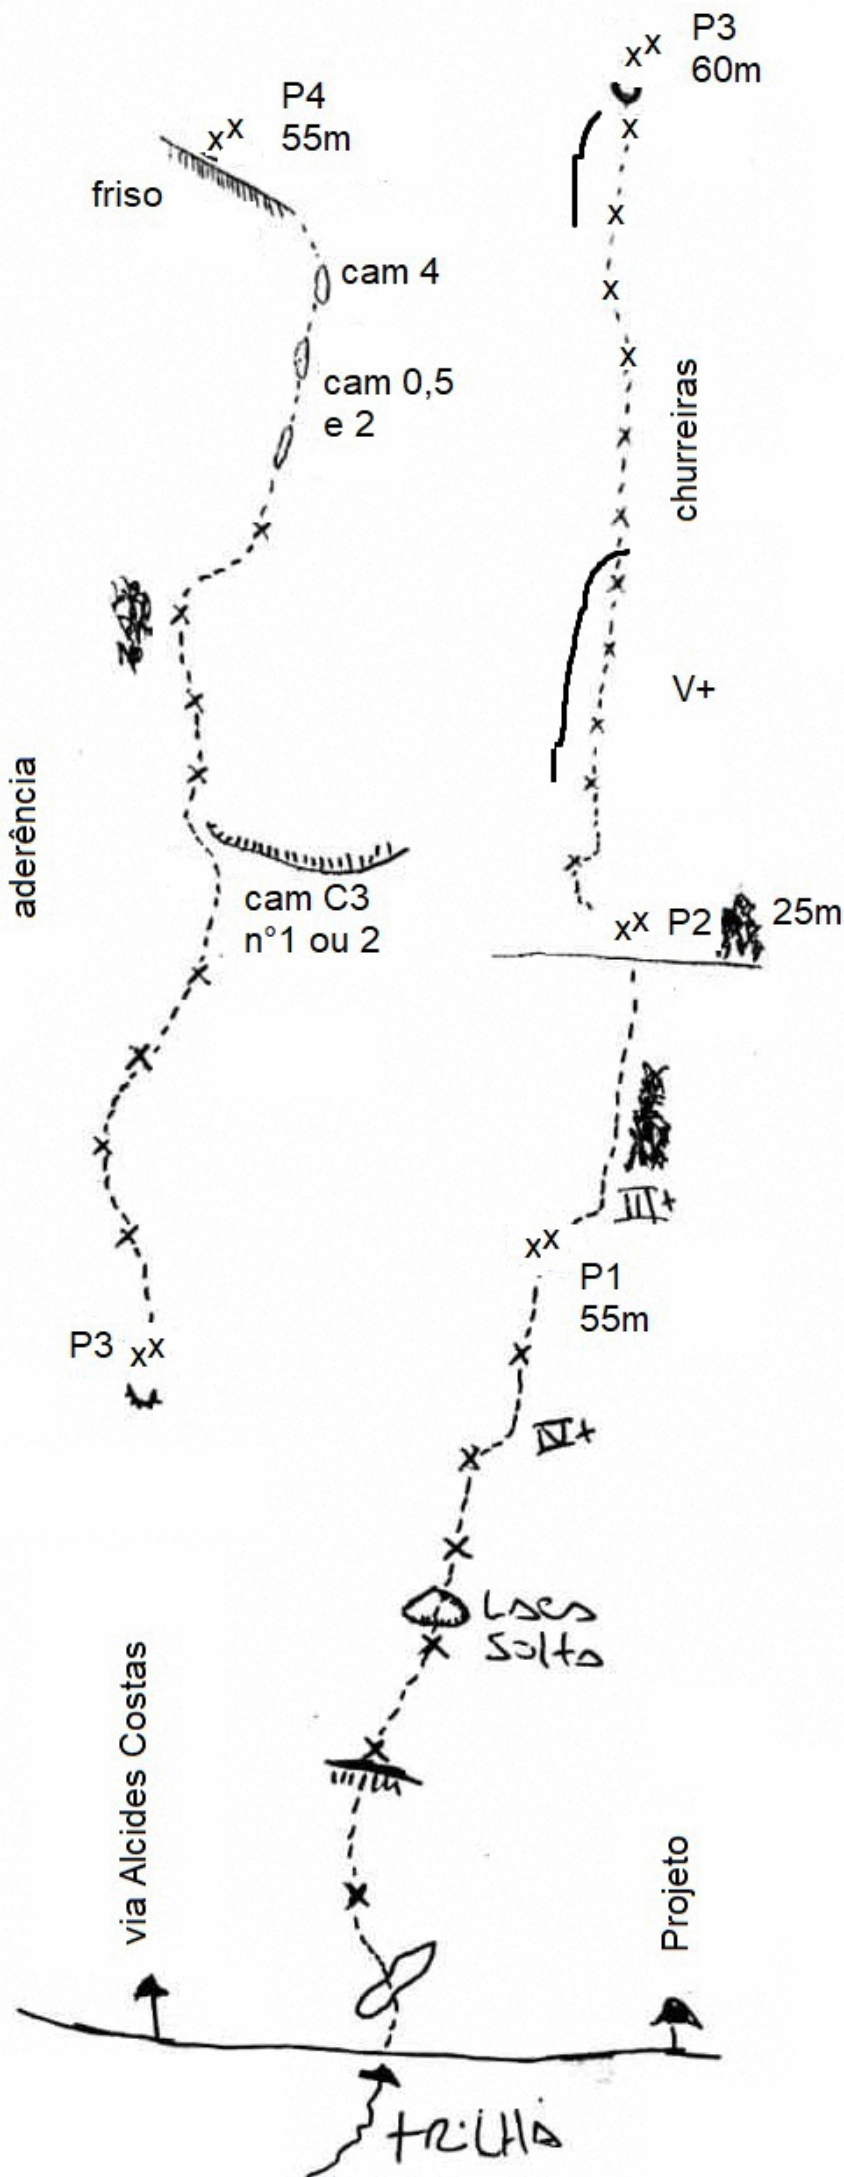 P3
60m
P4
55m
friso
cam 4
cam 0,5
e 2
churreiras
V+
aderência
cam C3
n°1 ou 2
P2
25m
III+
P1
55m
P3
IV+
Laca
Solta
via Alcides Costas
Projeto
TRILHA